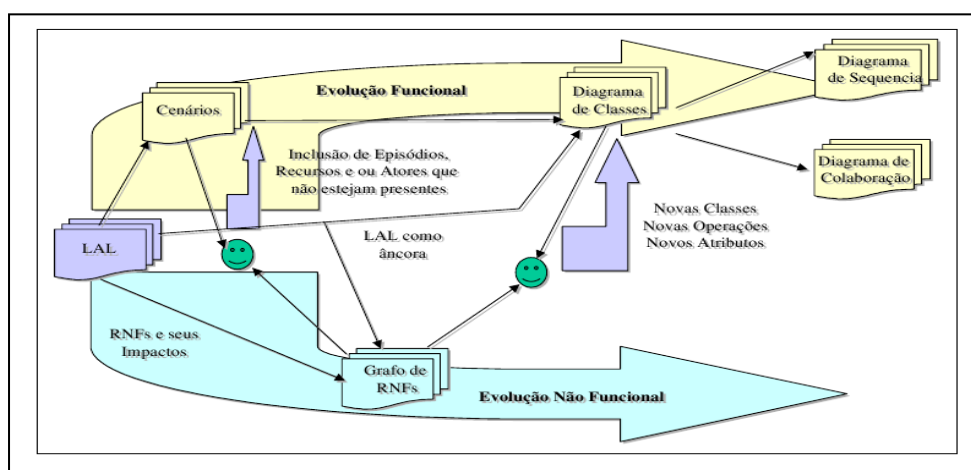 Diagrama
de Sequencia
Evolução Funcional
Diagrama
de Classes
Cenários
Inclusão de Episódios,
Recursos e ou Atores que
não estejam presentes.
Diagrama de
Colaboração
Novas Classes
Novas Operações
Novos Atributos
LAL
LAL como
âncora
RNFs e seus
Impactos
Grafo de
RNFs
Evolução Não Funcional